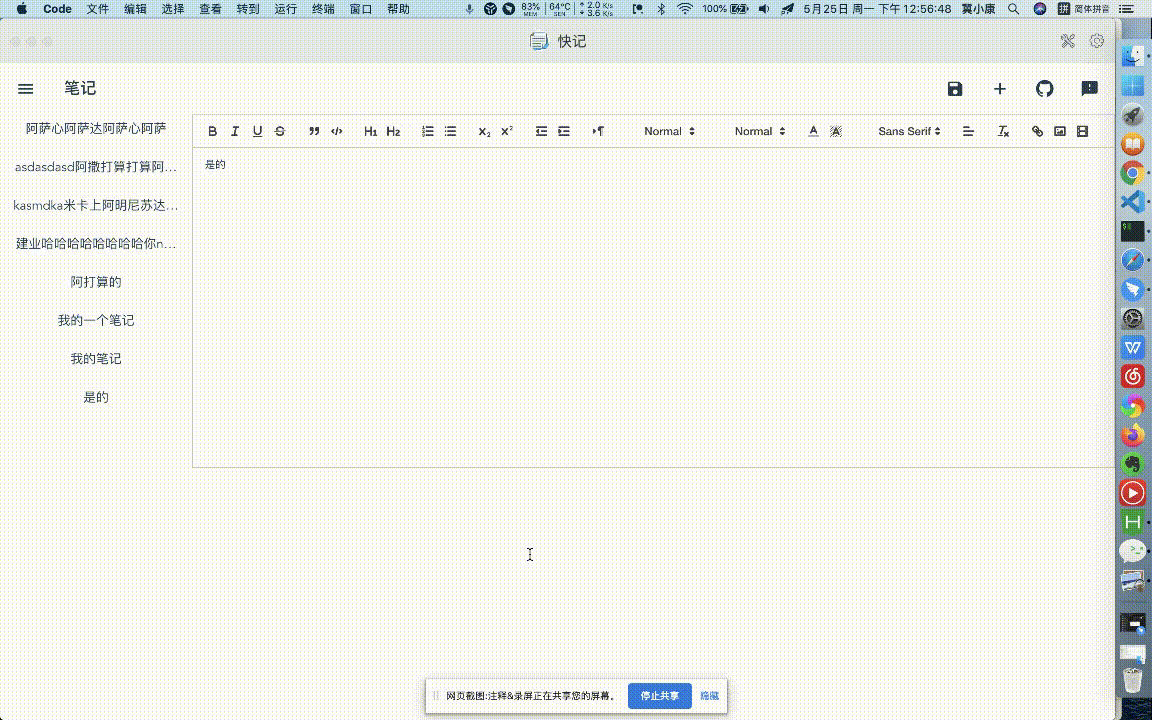 Code 文件 编辑 选择 查看 转到 运行 终端 窗口 帮助 83% MEM 64°C SEN 2.0 K/s 3.6 K/s 100% 5月25日 周一 下午12:56:48 冀小康 拼 简体拼音
快记
笔记
阿萨心阿萨达阿萨心阿萨
asdasdasd阿撒打算打算阿…
kasmdka米卡上阿明尼苏达…
建业哈哈哈哈哈哈哈哈你n…
阿打算的
我的一个笔记
我的笔记
是的
B I U S H1 H2 X₂ X² Normal Normal A A Sans Serif Tx
是的
网页截图:注释&录屏正在共享您的屏幕。 停止共享 隐藏